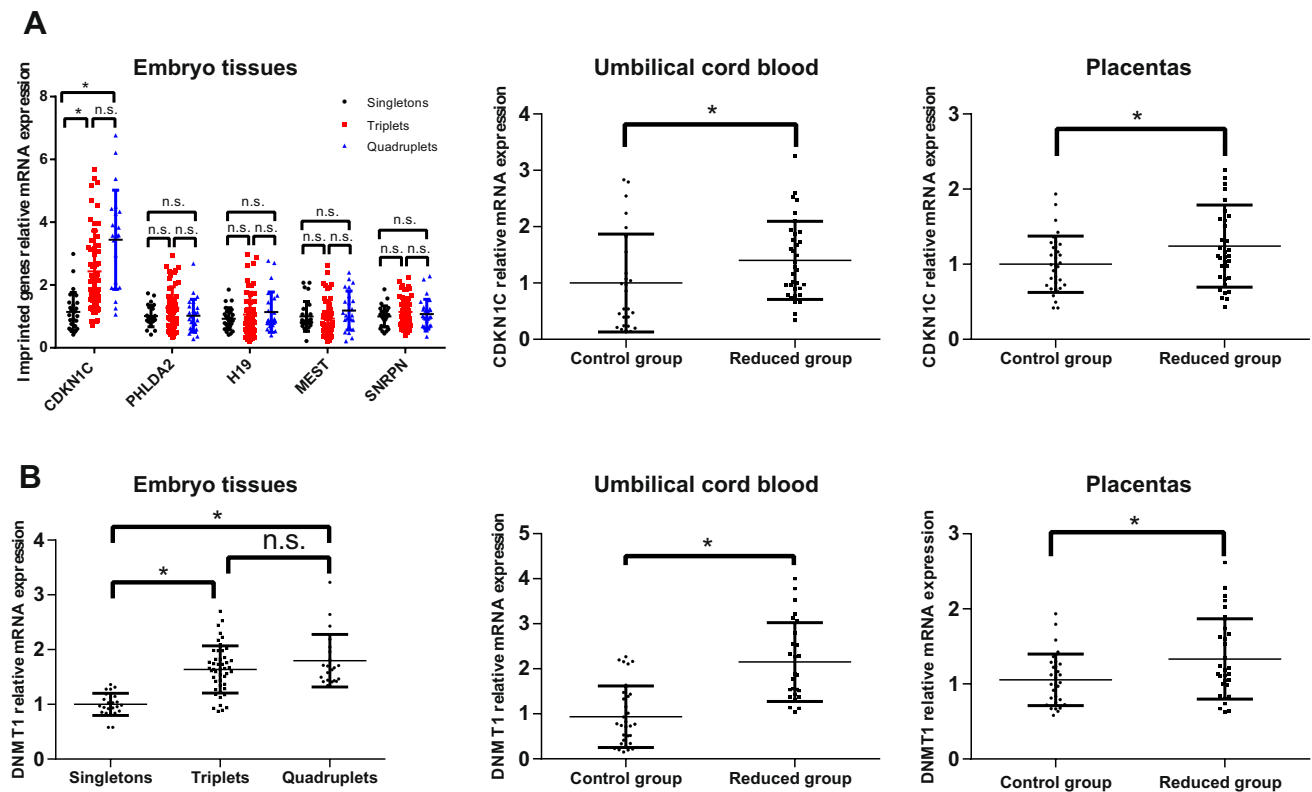 A
Embryo tissues
Imprinted genes relative mRNA expression
8
6
4
2
0
*
*
n.s.
n.s.
n.s.
n.s.
n.s.
n.s.
n.s.
n.s.
n.s.
n.s.
n.s.
n.s.
n.s.
Singletons
Triplets
Quadruplets
CDKN1C
PHLDA2
H19
MEST
SNRPN
Umbilical cord blood
CDKN1C relative mRNA expression
4
3
2
1
0
*
Control group
Reduced group
Placentas
CDKN1C relative mRNA expression
3
2
1
0
*
Control group
Reduced group
B
Embryo tissues
DNMT1 relative mRNA expression
4
3
2
1
0
*
n.s.
*
Singletons
Triplets
Quadruplets
Umbilical cord blood
DNMT1 relative mRNA expression
5
4
3
2
1
0
*
Control group
Reduced group
Placentas
DNMT1 relative mRNA expression
3
2
1
0
*
Control group
Reduced group